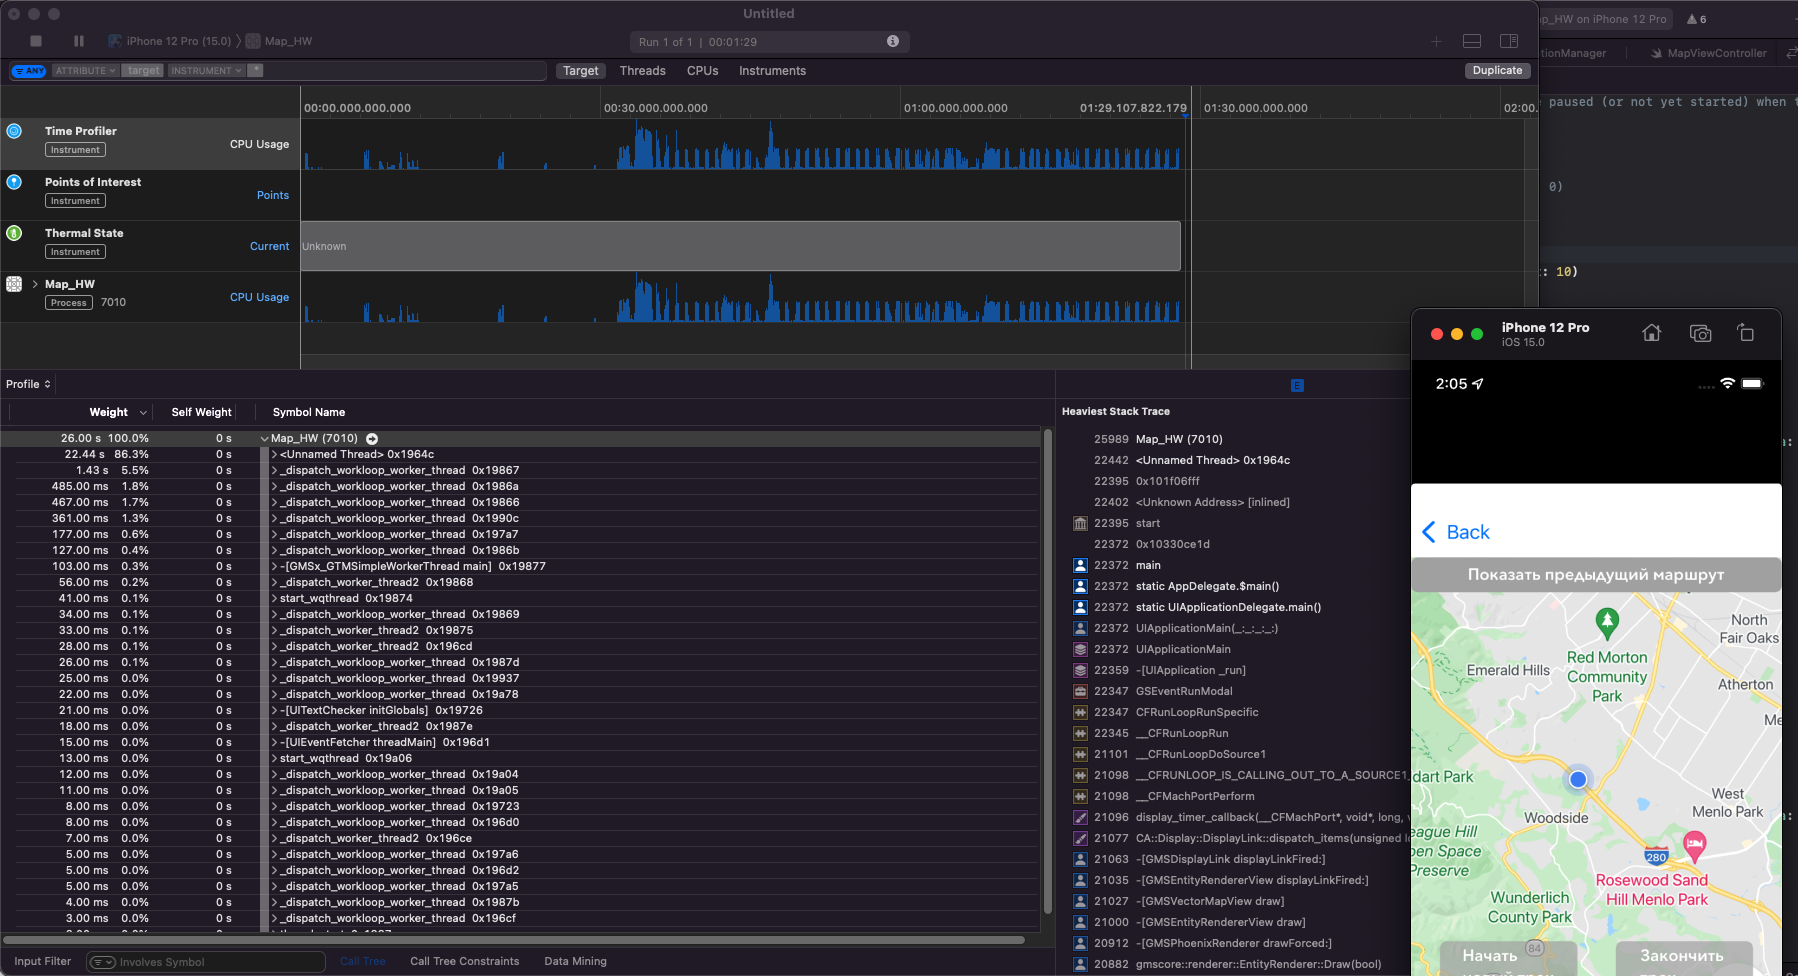 Untitled
iPhone 12 Pro (15.0) Map_HW
Run 1 of 1 | 00:01:29
ap_HW on iPhone 12 Pro
6
ANY ATTRIBUTE target INSTRUMENT *
Target Threads CPUs Instruments
Duplicate
tionManager
MapViewController
00:00.000.000.000
00:30.000.000.000
01:00.000.000.000
01:29.107.822.179
01:30.000.000.000
02:00.
paused (or not yet started) when t
0)
: 10)
Time Profiler
Instrument
CPU Usage
Points of Interest
Instrument
Points
Thermal State
Instrument
Current
Unknown
Map_HW
Process 7010
CPU Usage
Profile
Weight Self Weight Symbol Name
26.00 s 100.0% 0 s Map_HW (7010)
22.44 s 86.3% 0 s <Unnamed Thread> 0x1964c
1.43 s 5.5% 0 s _dispatch_workloop_worker_thread 0x19867
485.00 ms 1.8% 0 s _dispatch_workloop_worker_thread 0x1986a
467.00 ms 1.7% 0 s _dispatch_workloop_worker_thread 0x19866
361.00 ms 1.3% 0 s _dispatch_workloop_worker_thread 0x1990c
177.00 ms 0.6% 0 s _dispatch_workloop_worker_thread 0x197a7
127.00 ms 0.4% 0 s _dispatch_workloop_worker_thread 0x1986b
103.00 ms 0.3% 0 s -[GMSx_GTMSimpleWorkerThread main] 0x19877
56.00 ms 0.2% 0 s _dispatch_worker_thread2 0x19868
41.00 ms 0.1% 0 s start_wqthread 0x19874
34.00 ms 0.1% 0 s _dispatch_workloop_worker_thread 0x19869
33.00 ms 0.1% 0 s _dispatch_worker_thread2 0x19875
28.00 ms 0.1% 0 s _dispatch_worker_thread2 0x196cd
26.00 ms 0.1% 0 s _dispatch_workloop_worker_thread 0x1987d
25.00 ms 0.0% 0 s _dispatch_workloop_worker_thread 0x19937
22.00 ms 0.0% 0 s _dispatch_workloop_worker_thread 0x19a78
21.00 ms 0.0% 0 s -[UITextChecker initGlobals] 0x19726
18.00 ms 0.0% 0 s _dispatch_worker_thread2 0x1987e
15.00 ms 0.0% 0 s -[UIEventFetcher threadMain] 0x196d1
13.00 ms 0.0% 0 s start_wqthread 0x19a06
12.00 ms 0.0% 0 s _dispatch_workloop_worker_thread 0x19a04
11.00 ms 0.0% 0 s _dispatch_workloop_worker_thread 0x19a05
8.00 ms 0.0% 0 s _dispatch_workloop_worker_thread 0x19723
8.00 ms 0.0% 0 s _dispatch_workloop_worker_thread 0x196d0
7.00 ms 0.0% 0 s _dispatch_worker_thread2 0x196ce
5.00 ms 0.0% 0 s _dispatch_workloop_worker_thread 0x197a6
5.00 ms 0.0% 0 s _dispatch_workloop_worker_thread 0x196d2
5.00 ms 0.0% 0 s _dispatch_workloop_worker_thread 0x197a5
4.00 ms 0.0% 0 s _dispatch_workloop_worker_thread 0x1987b
3.00 ms 0.0% 0 s _dispatch_workloop_worker_thread 0x196cf
Input Filter Involves Symbol Call Tree Call Tree Constraints Data Mining
E
Heaviest Stack Trace
25989 Map_HW (7010)
22442 <Unnamed Thread> 0x1964c
22395 0x101f06fff
22402 <Unknown Address> [inlined]
22395 start
22372 0x10330ce1d
22372 main
22372 static AppDelegate.$main()
22372 static UIApplicationDelegate.main()
22372 UIApplicationMain(_:_:_:_:)
22372 UIApplicationMain
22359 -[UIApplication _run]
22347 GSEventRunModal
22347 CFRunLoopRunSpecific
22345 __CFRunLoopRun
21101 __CFRunLoopDoSource1
21098 __CFRUNLOOP_IS_CALLING_OUT_TO_A_SOURCE1_
21098 __CFMachPortPerform
21096 display_timer_callback(__CFMachPort*, void*, long, v
21077 CA::Display::DisplayLink::dispatch_items(unsigned l
21063 -[GMSDisplayLink displayLinkFired:]
21035 -[GMSEntityRendererView displayLinkFired:]
21027 -[GMSVectorMapView draw]
21000 -[GMSEntityRendererView draw]
20912 -[GMSPhoenixRenderer drawForced:]
20882 gmscore::renderer::EntityRenderer::Draw(bool)
iPhone 12 Pro
iOS 15.0
2:05
Back
Показать предыдущий маршрут
North
Fair Oaks
Emerald Hills
Red Morton
Community
Park
Atherton
Me
dart Park
West
Menlo Park
Woodside
eague Hill
pen Space
Preserve
280
Rosewood Sand
Hill Menlo Park
Wunderlich
County Park
84
Начать
Закончить
a:
a: